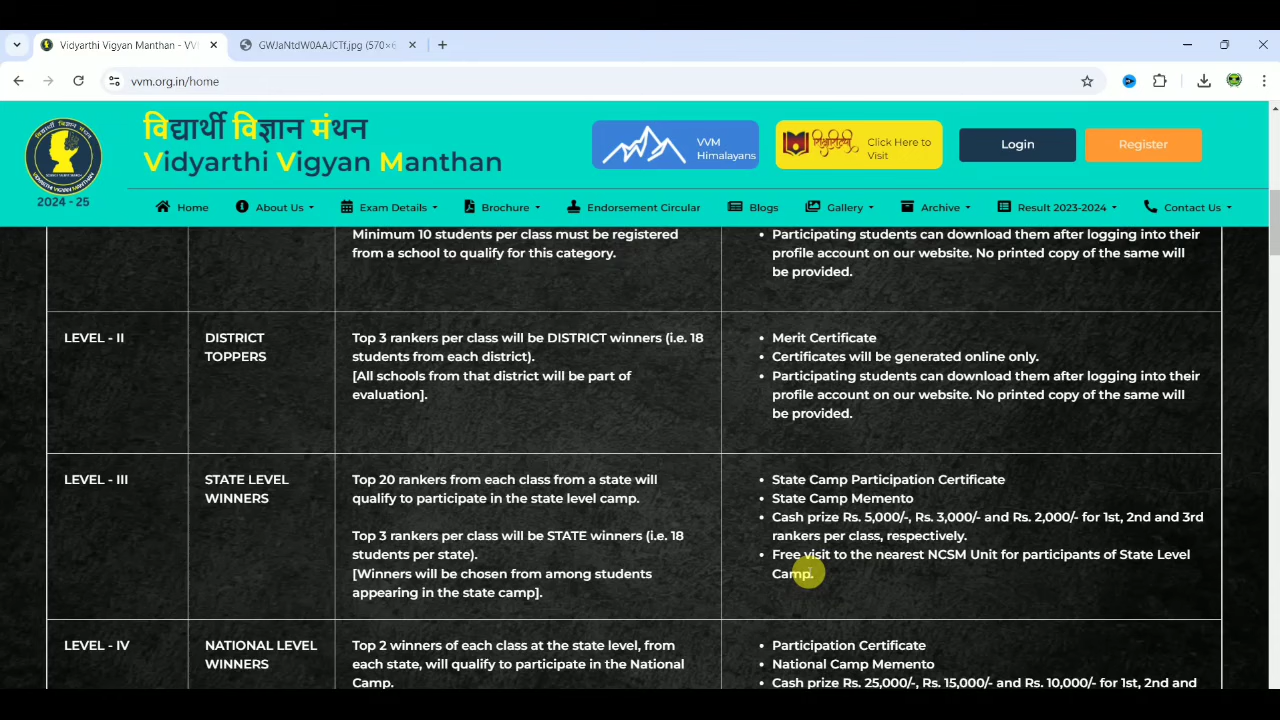 Vidyarthi Vigyan Manthan - VV
GWJaNtdW0AAJCTf.jpg (570×6
vvm.org.in/home
विद्यार्थी विज्ञान मंथन
Vidyarthi Vigyan Manthan
2024 - 25
VVM
Himalayans
Click Here to
Visit
Login
Register
Home
About Us
Exam Details
Brochure
Endorsement Circular
Blogs
Gallery
Archive
Result 2023-2024
Contact Us
Minimum 10 students per class must be registered
from a school to qualify for this category.
• Participating students can download them after logging into their
profile account on our website. No printed copy of the same will
be provided.
LEVEL - II
DISTRICT
TOPPERS
Top 3 rankers per class will be DISTRICT winners (i.e. 18
students from each district).
[All schools from that district will be part of
evaluation].
• Merit Certificate
• Certificates will be generated online only.
• Participating students can download them after logging into their
profile account on our website. No printed copy of the same will
be provided.
LEVEL - III
STATE LEVEL
WINNERS
Top 20 rankers from each class from a state will
qualify to participate in the state level camp.
Top 3 rankers per class will be STATE winners (i.e. 18
students per state).
[Winners will be chosen from among students
appearing in the state camp].
• State Camp Participation Certificate
• State Camp Memento
• Cash prize Rs. 5,000/-, Rs. 3,000/- and Rs. 2,000/- for 1st, 2nd and 3rd
rankers per class, respectively.
• Free visit to the nearest NCSM Unit for participants of State Level
Camp.
LEVEL - IV
NATIONAL LEVEL
WINNERS
Top 2 winners of each class at the state level, from
each state, will qualify to participate in the National
Camp.
• Participation Certificate
• National Camp Memento
• Cash prize Rs. 25,000/-, Rs. 15,000/- and Rs. 10,000/- for 1st, 2nd and